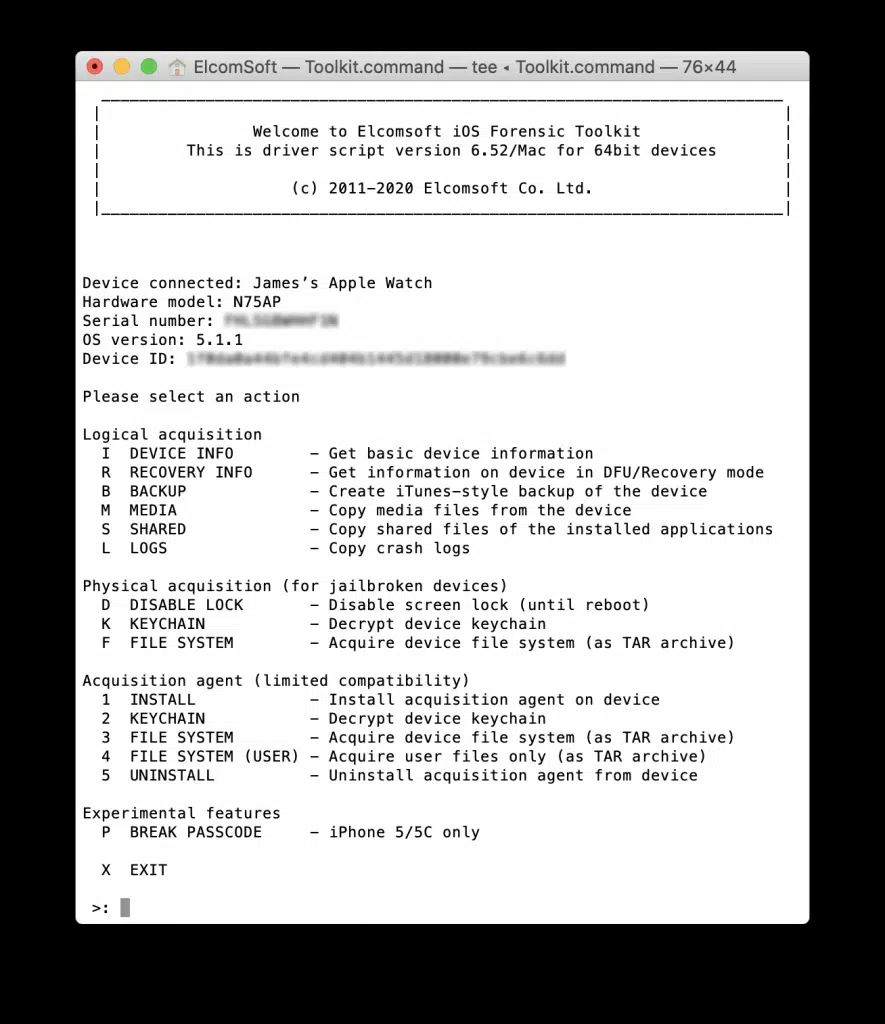 ElcomSoft — Toolkit.command — tee ◂ Toolkit.command — 76×44
Welcome to Elcomsoft iOS Forensic Toolkit
This is driver script version 6.52/Mac for 64bit devices
(c) 2011-2020 Elcomsoft Co. Ltd.
Device connected: James’s Apple Watch
Hardware model: N75AP
Serial number:
OS version: 5.1.1
Device ID:
Please select an action
Logical acquisition
I DEVICE INFO – Get basic device information
R RECOVERY INFO – Get information on device in DFU/Recovery mode
B BACKUP – Create iTunes-style backup of the device
M MEDIA – Copy media files from the device
S SHARED – Copy shared files of the installed applications
L LOGS – Copy crash logs
Physical acquisition (for jailbroken devices)
D DISABLE LOCK – Disable screen lock (until reboot)
K KEYCHAIN – Decrypt device keychain
F FILE SYSTEM – Acquire device file system (as TAR archive)
Acquisition agent (limited compatibility)
1 INSTALL – Install acquisition agent on device
2 KEYCHAIN – Decrypt device keychain
3 FILE SYSTEM – Acquire device file system (as TAR archive)
4 FILE SYSTEM (USER) – Acquire user files only (as TAR archive)
5 UNINSTALL – Uninstall acquisition agent from device
Experimental features
P BREAK PASSCODE – iPhone 5/5C only
X EXIT
>: